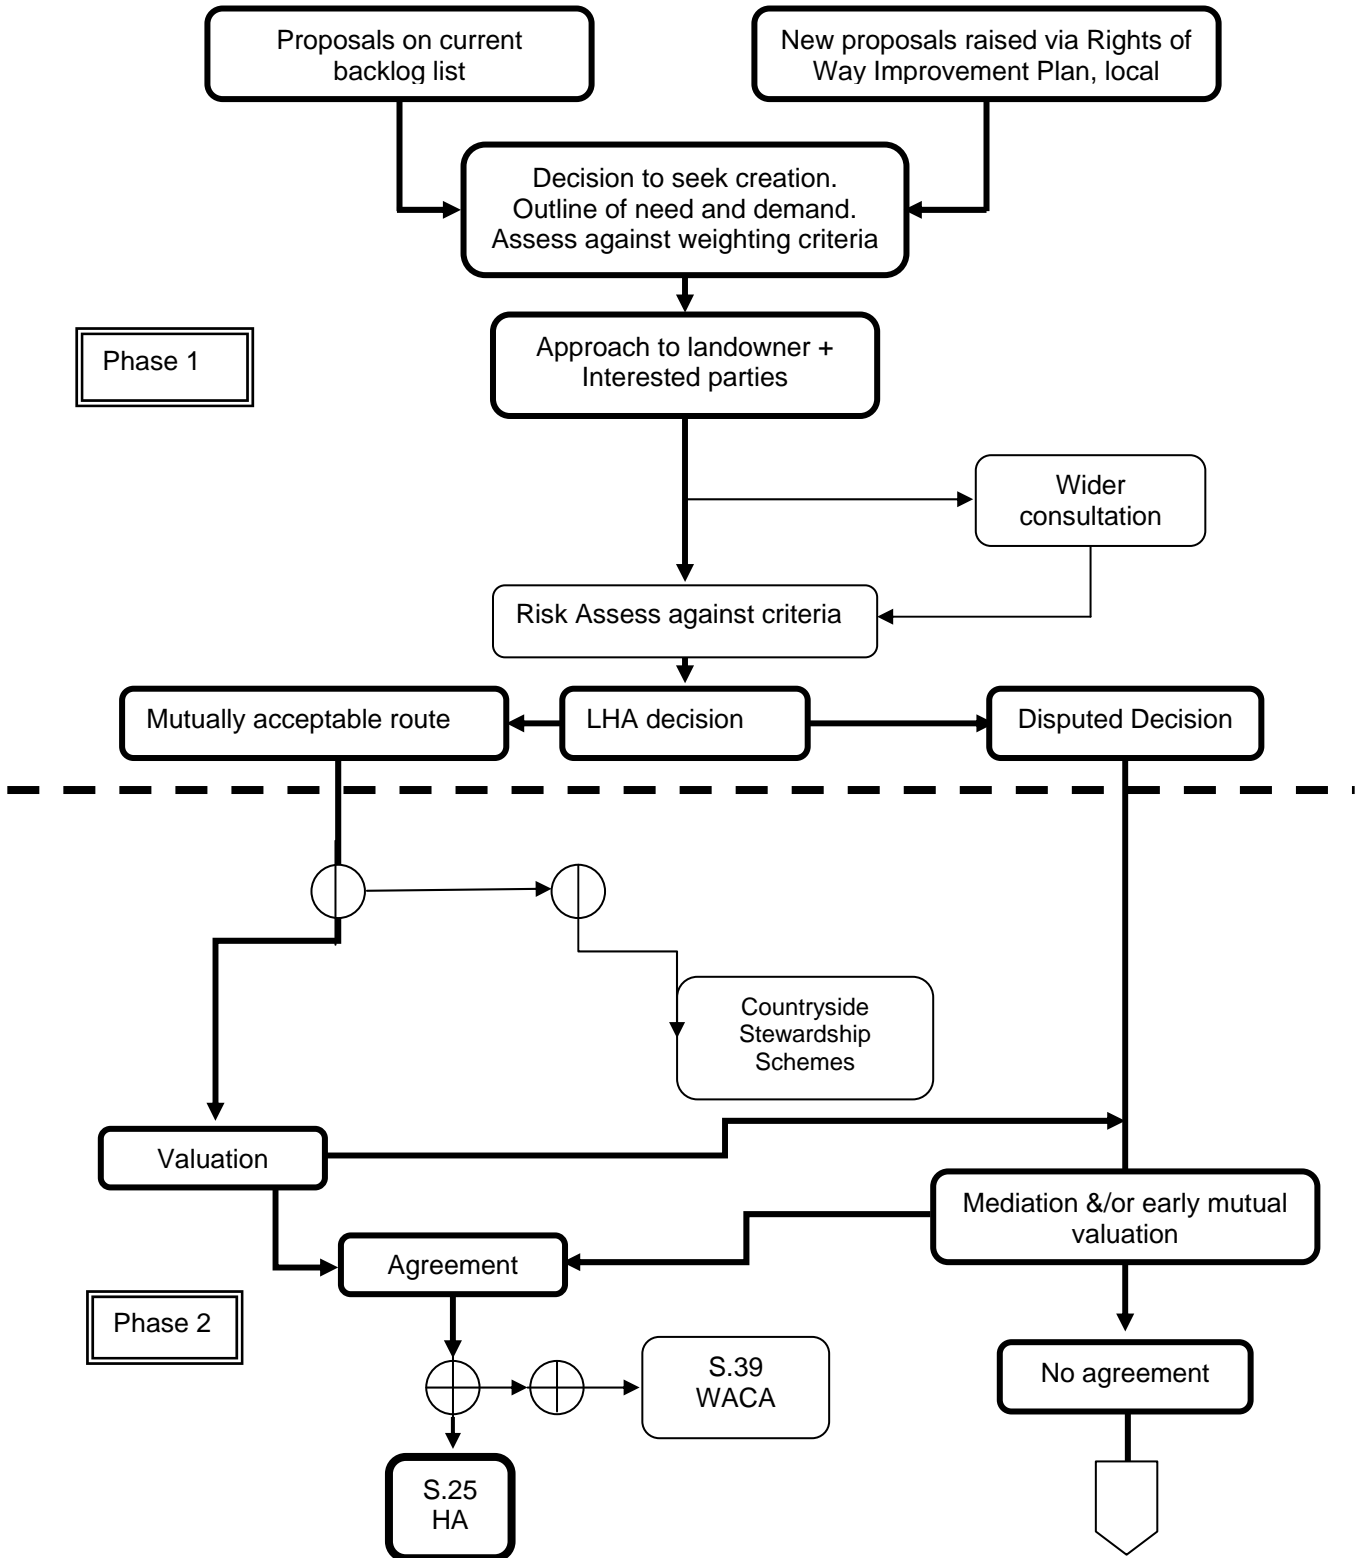 Proposals on current
backlog list
New proposals raised via Rights of
Way Improvement Plan, local
Decision to seek creation.
Outline of need and demand.
Assess against weighting criteria
Phase 1
Approach to landowner +
Interested parties
Wider
consultation
Risk Assess against criteria
Mutually acceptable route
LHA decision
Disputed Decision
Countryside
Stewardship
Schemes
Valuation
Mediation &/or early mutual
valuation
Agreement
Phase 2
S.39
WACA
No agreement
S.25
HA